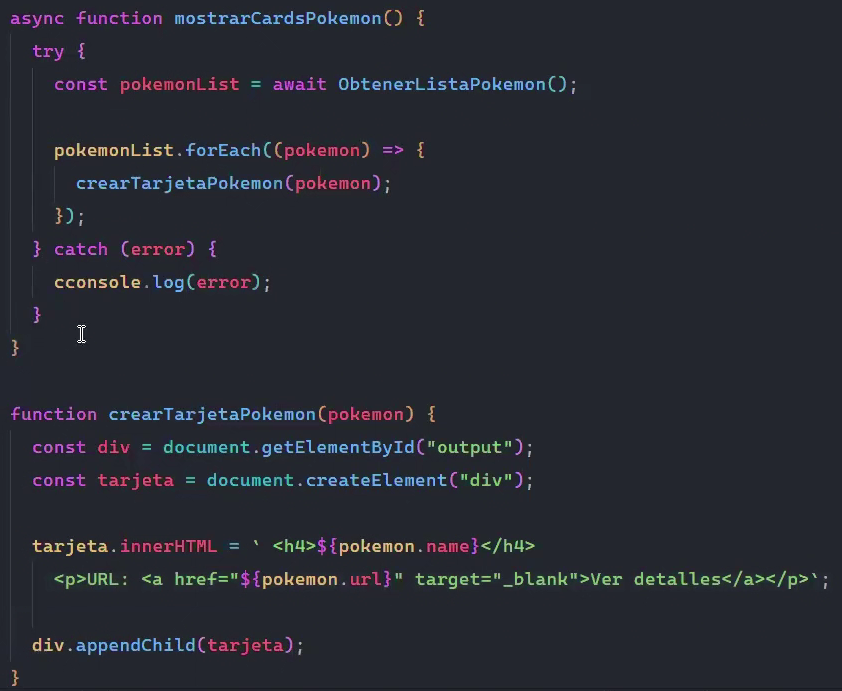 async function mostrarCardsPokemon() {
  try {
    const pokemonList = await ObtenerListaPokemon();

    pokemonList.forEach((pokemon) => {
      crearTarjetaPokemon(pokemon);
    });
  } catch (error) {
    cconsole.log(error);
  }
}

function crearTarjetaPokemon(pokemon) {
  const div = document.getElementById("output");
  const tarjeta = document.createElement("div");

  tarjeta.innerHTML = ` <h4>${pokemon.name}</h4>
    <p>URL: <a href="${pokemon.url}" target="_blank">Ver detalles</a></p>`;

  div.appendChild(tarjeta);
}